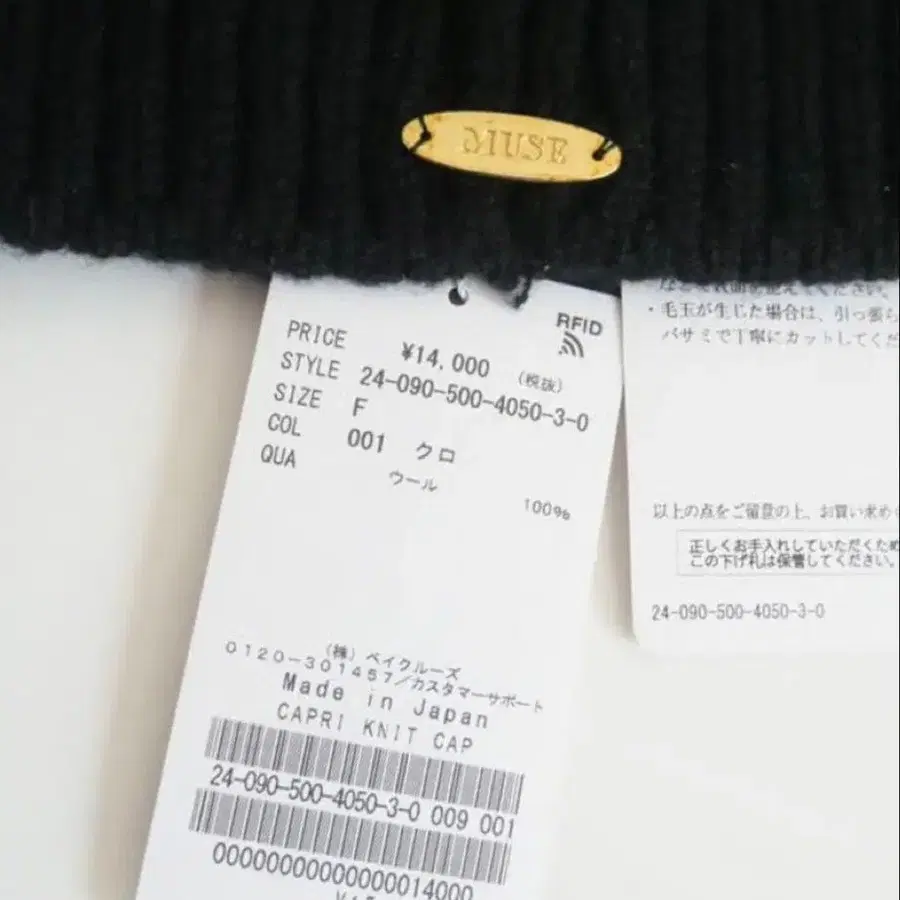 MUSE
RFID
PRICE ¥14,000 (税抜)
STYLE 24-090-500-4050-3-0
SIZE F
COL 001 クロ
QUA ウール 100%
(株) ベイクルーズ
0120-301457/カスタマーサポート
Made in Japan
CAPRI KNIT CAP
24-090-500-4050-3-0 009 001
00000000000000014000
・毛玉が生じた場合は、引っ張ら
バサミで丁寧にカットしてくだ
以上の点をご留意の上、お買い求め
正しくお手入れしていただくため
この下げ札は保管してください。
24-090-500-4050-3-0